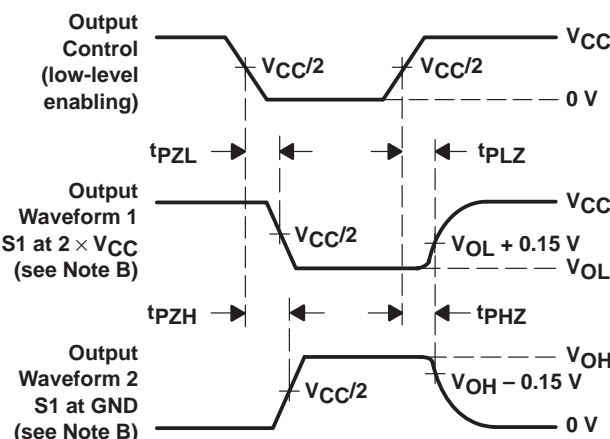 Output
Control
(low-level
enabling)
VCC
VCC/2
VCC/2
0 V
tPZL
tPLZ
Output
Waveform 1
S1 at 2 × VCC
(see Note B)
VCC
VCC/2
VOL + 0.15 V
VOL
tPZH
tPHZ
Output
Waveform 2
S1 at GND
(see Note B)
VOH
VCC/2
VOH − 0.15 V
0 V